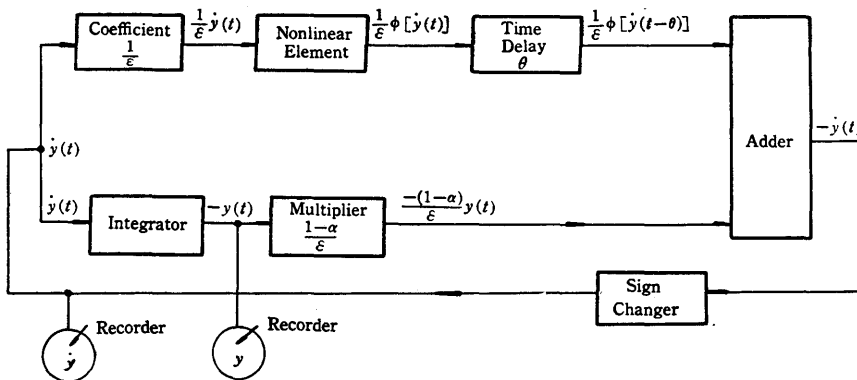 Coefficient
1/ε
1/ε ẏ(t)
Nonlinear
Element
1/ε ϕ[ẏ(t)]
Time
Delay
θ
1/ε ϕ[ẏ(t−θ)]
Adder
−ẏ(t)
ẏ(t)
ẏ(t)
Integrator
−y(t)
Multiplier
1−α/ε
−(1−α)/ε y(t)
Sign
Changer
Recorder
ẏ
Recorder
y